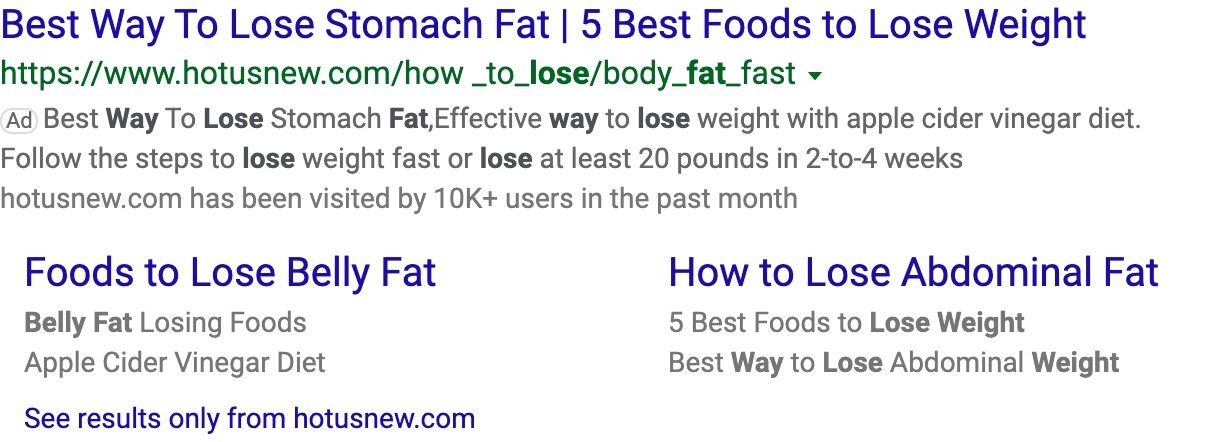 Best Way To Lose Stomach Fat | 5 Best Foods to Lose Weight
https://www.hotusnew.com/how _to_lose/body_fat_fast
Ad Best Way To Lose Stomach Fat,Effective way to lose weight with apple cider vinegar diet.
Follow the steps to lose weight fast or lose at least 20 pounds in 2-to-4 weeks
hotusnew.com has been visited by 10K+ users in the past month
Foods to Lose Belly Fat
Belly Fat Losing Foods
Apple Cider Vinegar Diet
How to Lose Abdominal Fat
5 Best Foods to Lose Weight
Best Way to Lose Abdominal Weight
See results only from hotusnew.com